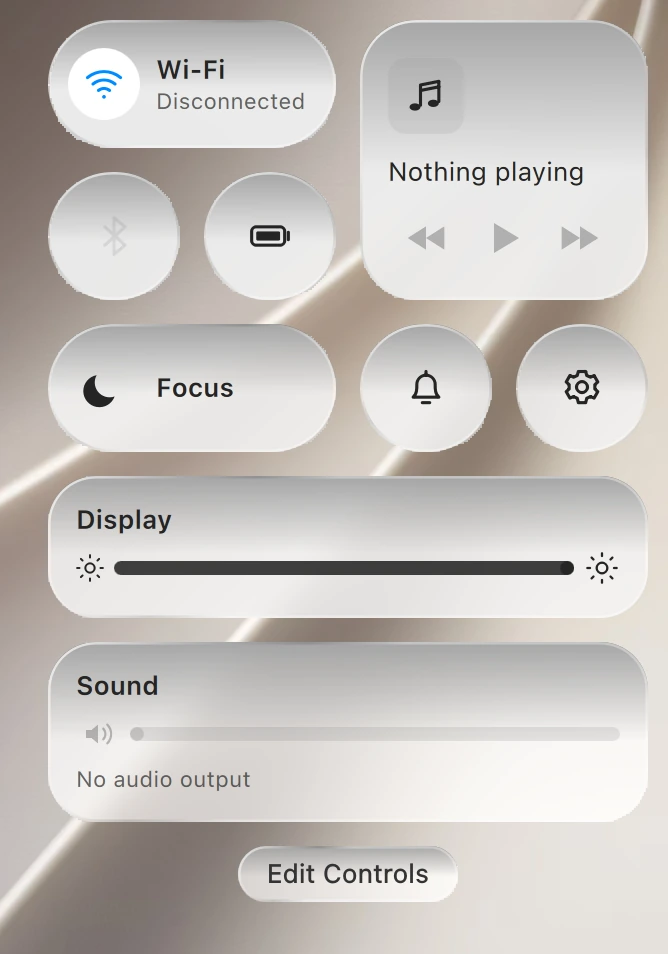 Wi-Fi
Disconnected
Nothing playing
Focus
Display
Sound
No audio output
Edit Controls